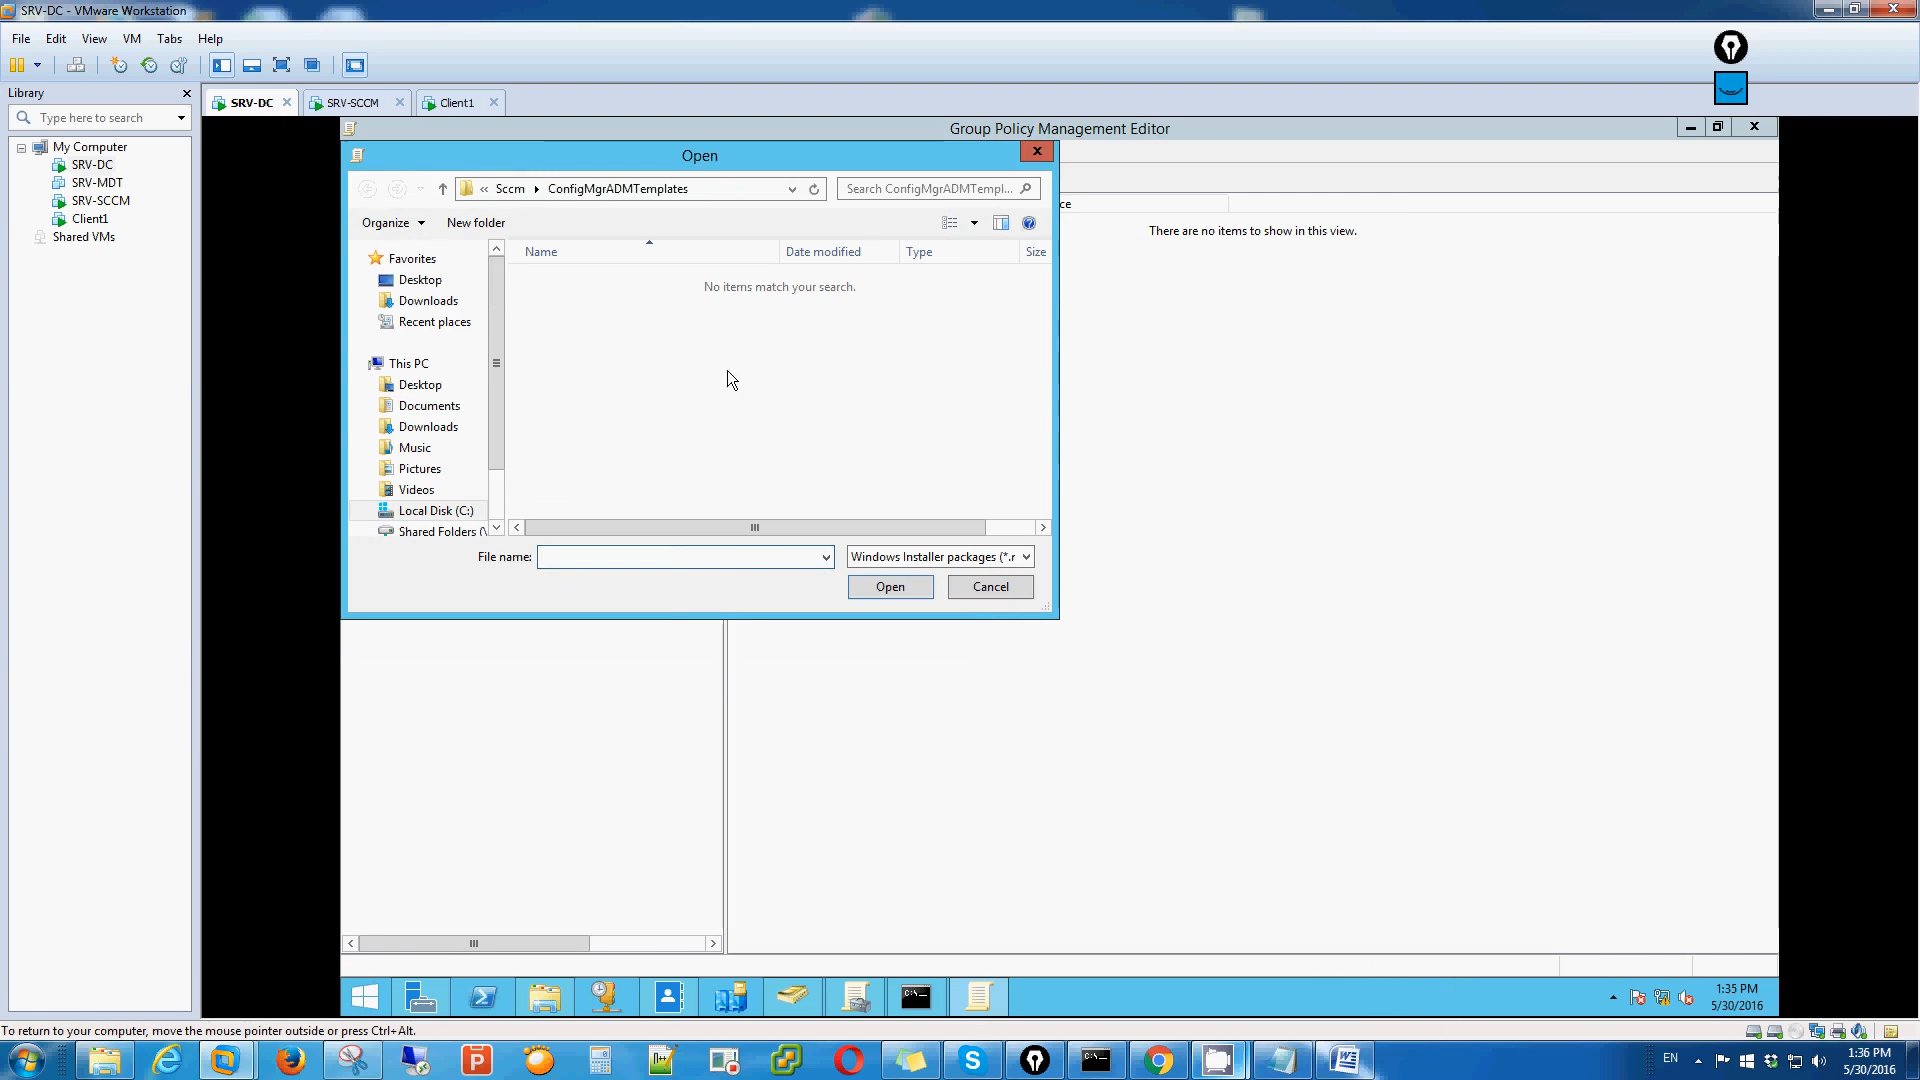 SRV-DC - VMware Workstation
File Edit View VM Tabs Help
Library
Type here to search
My Computer
SRV-DC
SRV-MDT
SRV-SCCM
Client1
Shared VMs
SRV-DC
SRV-SCCM
Client1
Group Policy Management Editor
Open
« Sccm ConfigMgrADMTemplates
Search ConfigMgrADMTempl...
Organize New folder
Name Date modified Type Size
No items match your search.
Favorites
Desktop
Downloads
Recent places
This PC
Desktop
Documents
Downloads
Music
Pictures
Videos
Local Disk (C:)
Shared Folders (\
File name:
Windows Installer packages (*.r
Open Cancel
ce
There are no items to show in this view.
1:35 PM
5/30/2016
To return to your computer, move the mouse pointer outside or press Ctrl+Alt.
EN
1:36 PM
5/30/2016